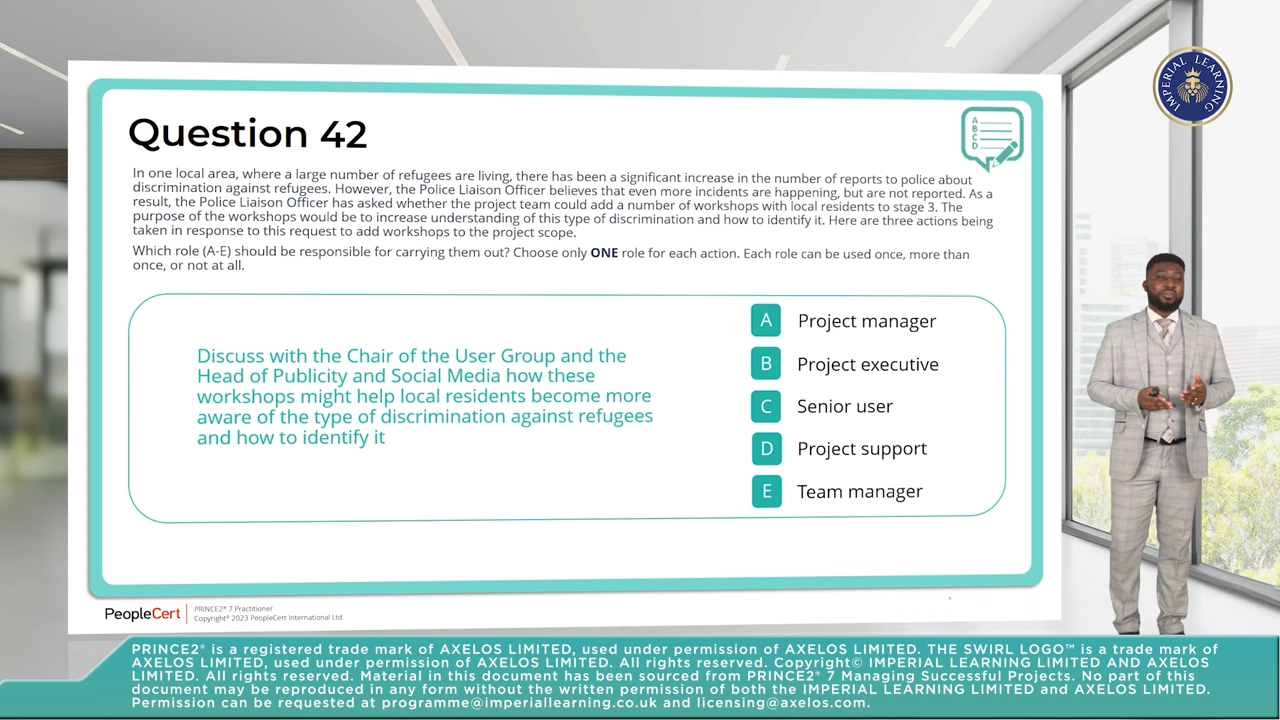 IMPERIAL LEARNING
Question 42
A
B
C
D
In one local area, where a large number of refugees are living, there has been a significant increase in the number of reports to police about
discrimination against refugees. However, the Police Liaison Officer believes that even more incidents are happening, but are not reported. As a
result, the Police Liaison Officer has asked whether the project team could add a number of workshops with local residents to stage 3. The
purpose of the workshops would be to increase understanding of this type of discrimination and how to identify it. Here are three actions being
taken in response to this request to add workshops to the project scope.
Which role (A-E) should be responsible for carrying them out? Choose only ONE role for each action. Each role can be used once, more than
once, or not at all.
Discuss with the Chair of the User Group and the
Head of Publicity and Social Media how these
workshops might help local residents become more
aware of the type of discrimination against refugees
and how to identify it
A Project manager
B Project executive
C Senior user
D Project support
E Team manager
PeopleCert
PRINCE2® 7 Practitioner
Copyright® 2023 PeopleCert International Ltd
PRINCE2® is a registered trade mark of AXELOS LIMITED, used under permission of AXELOS LIMITED. THE SWIRL LOGO™ is a trade mark of
AXELOS LIMITED, used under permission of AXELOS LIMITED. All rights reserved. Copyright© IMPERIAL LEARNING LIMITED AND AXELOS
LIMITED. All rights reserved. Material in this document has been sourced from PRINCE2® 7 Managing Successful Projects. No part of this
document may be reproduced in any form without the written permission of both the IMPERIAL LEARNING LIMITED and AXELOS LIMITED.
Permission can be requested at programme@imperiallearning.co.uk and licensing@axelos.com.